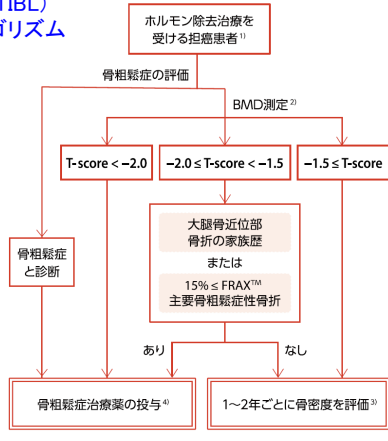 TIBL）
ゴリズム
ホルモン除去治療を
受ける担癌患者1)
骨粗鬆症の評価
BMD測定2)
T-score < −2.0
−2.0 ≤ T-score < −1.5
−1.5 ≤ T-score
大腿骨近位部
骨折の家族歴
または
15% ≤ FRAX™
主要骨粗鬆症性骨折
骨粗鬆症
と診断
あり
なし
骨粗鬆症治療薬の投与4)
1〜2年ごとに骨密度を評価3)